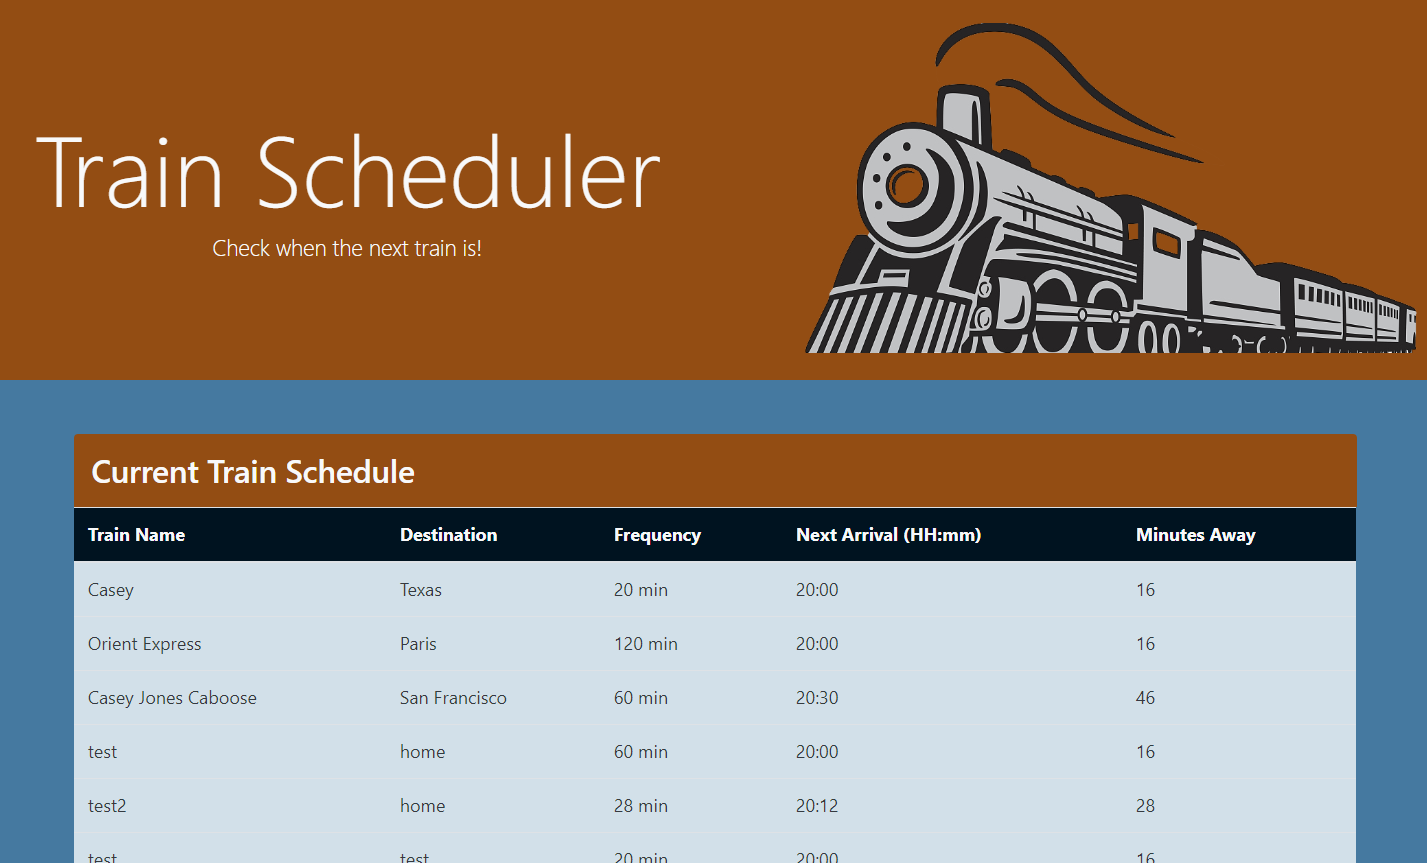 Train Scheduler
Check when the next train is!
Current Train Schedule
Train Name Destination Frequency Next Arrival (HH:mm) Minutes Away
Casey Texas 20 min 20:00 16
Orient Express Paris 120 min 20:00 16
Casey Jones Caboose San Francisco 60 min 20:30 46
test home 60 min 20:00 16
test2 home 28 min 20:12 28
test test 20 min 20:00 16